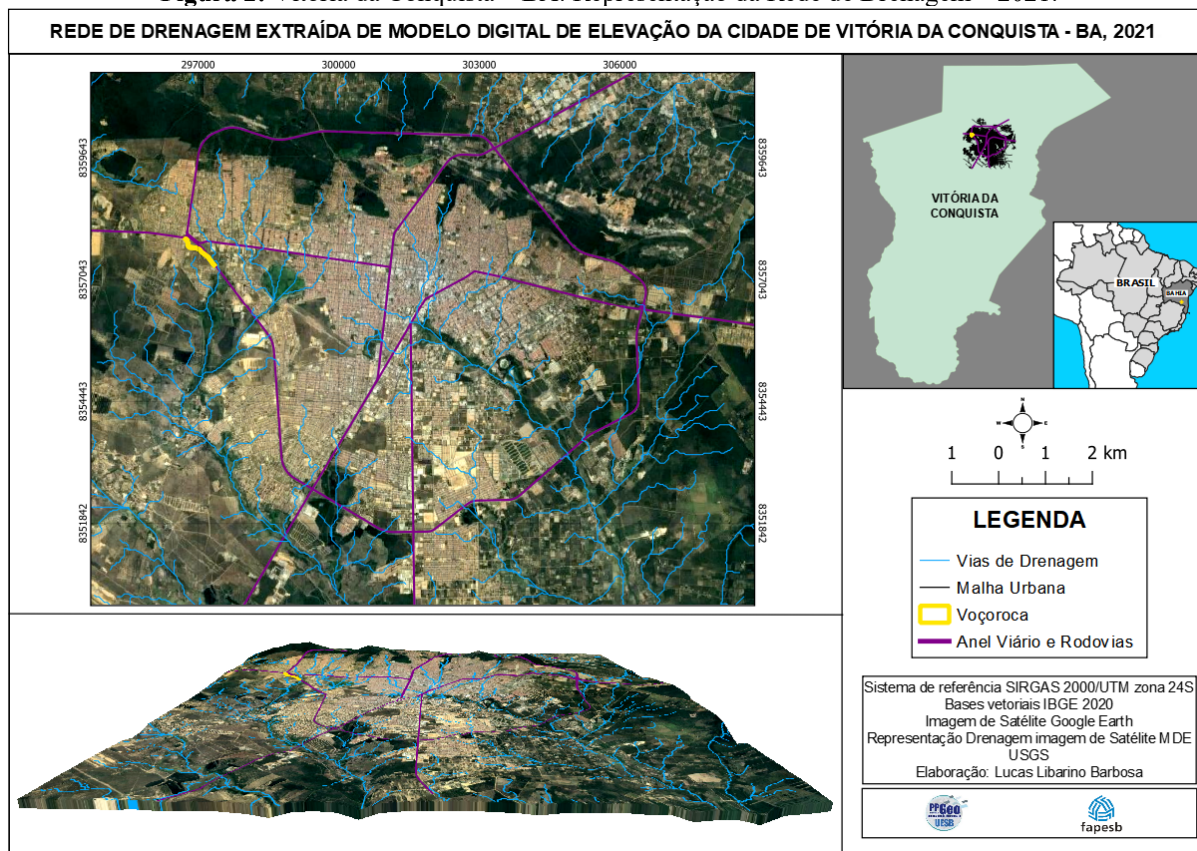 REDE DE DRENAGEM EXTRAÍDA DE MODELO DIGITAL DE ELEVAÇÃO DA CIDADE DE VITÓRIA DA CONQUISTA - BA, 2021
297000 300000 303000 306000
8359643 8359643
8357043 8357043
8354443 8354443
8351842 8351842
VITÓRIA DA
CONQUISTA
BRASIL
BAHIA
N
W E
S
1 0 1 2 km
LEGENDA
Vias de Drenagem
Malha Urbana
Voçoroca
Anel Viário e Rodovias
Sistema de referência SIRGAS 2000/UTM zona 24S
Bases vetoriais IBGE 2020
Imagem de Satélite Google Earth
Representação Drenagem imagem de Satélite MDE
USGS
Elaboração: Lucas Libarino Barbosa
PPGeo
UESB
fapesb